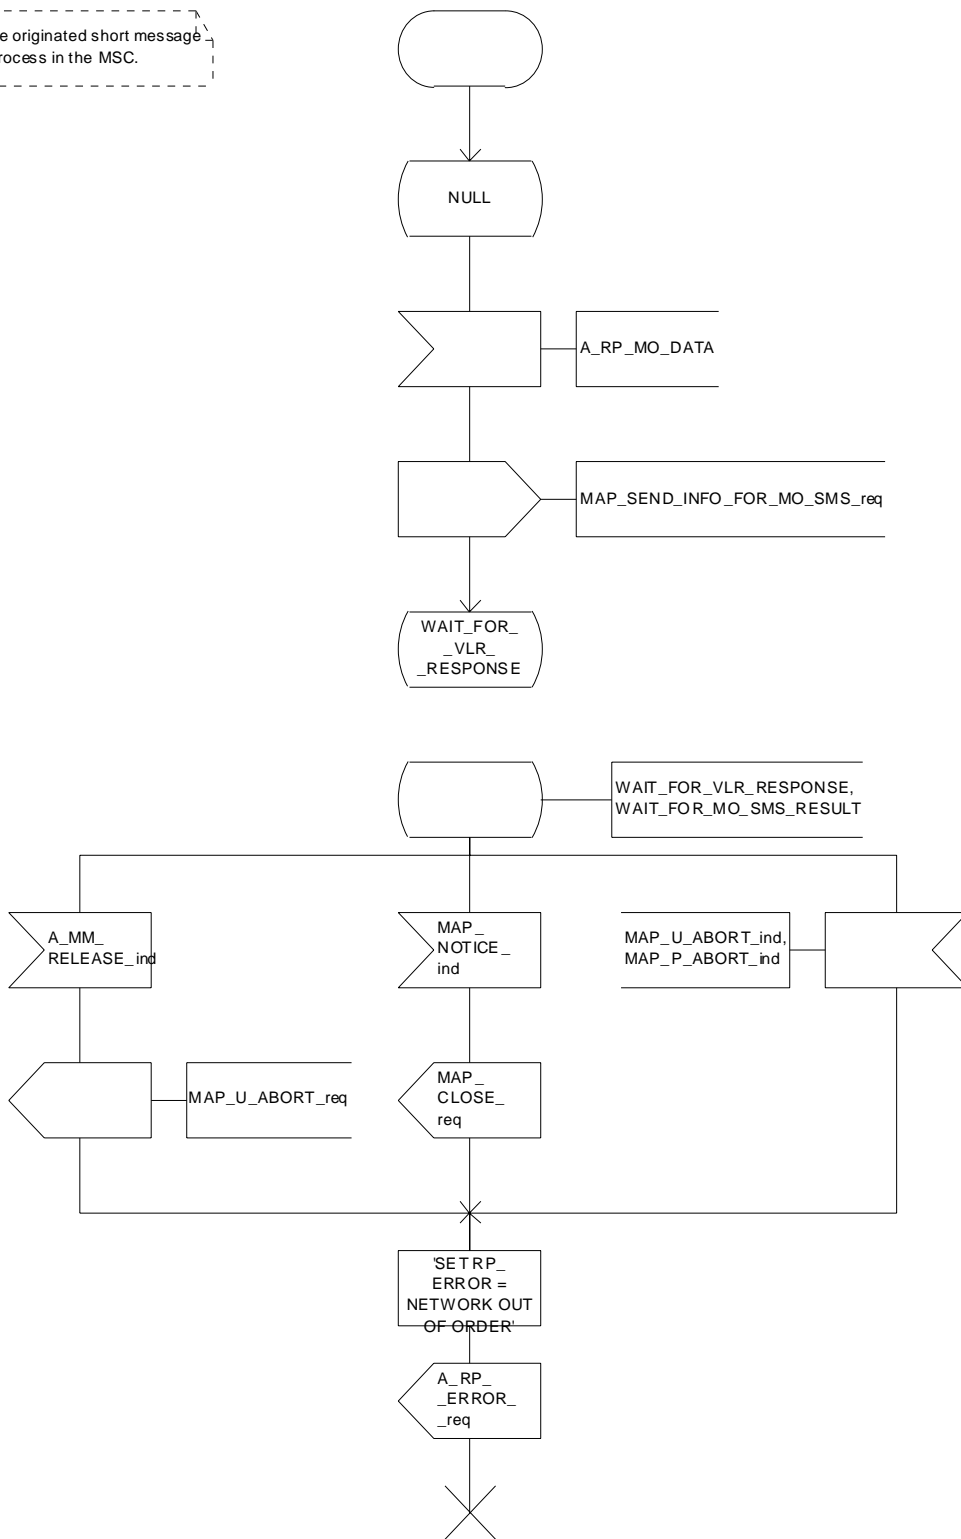 e originated short message
rocess in the MSC.
NULL
A_RP_MO_DATA
MAP_SEND_INFO_FOR_MO_SMS_req
WAIT_FOR_
_VLR_
_RESPONSE
WAIT_FOR_VLR_RESPONSE,
WAIT_FOR_MO_SMS_RESULT
A_MM_
RELEASE_ind
MAP_
NOTICE_
ind
MAP_U_ABORT_ind,
MAP_P_ABORT_ind
MAP_U_ABORT_req
MAP_
CLOSE_
req
'SET RP_
ERROR =
NETWORK OUT
OF ORDER'
A_RP_
_ERROR_
_req